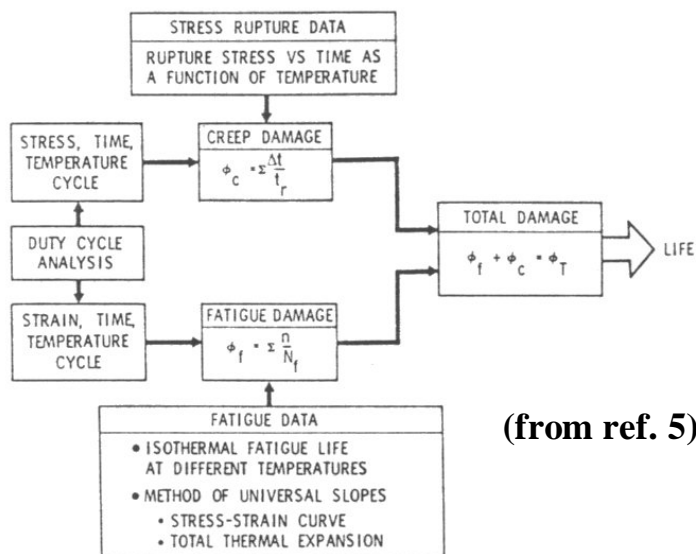 STRESS RUPTURE DATA
RUPTURE STRESS VS TIME AS
A FUNCTION OF TEMPERATURE
STRESS, TIME,
TEMPERATURE
CYCLE
CREEP DAMAGE
ϕc = Σ Δt/tr
DUTY CYCLE
ANALYSIS
TOTAL DAMAGE
ϕf + ϕc = ϕT
LIFE
STRAIN, TIME,
TEMPERATURE
CYCLE
FATIGUE DAMAGE
ϕf = Σ n/Nf
FATIGUE DATA
• ISOTHERMAL FATIGUE LIFE
AT DIFFERENT TEMPERATURES
• METHOD OF UNIVERSAL SLOPES
• STRESS-STRAIN CURVE
• TOTAL THERMAL EXPANSION
(from ref. 5)